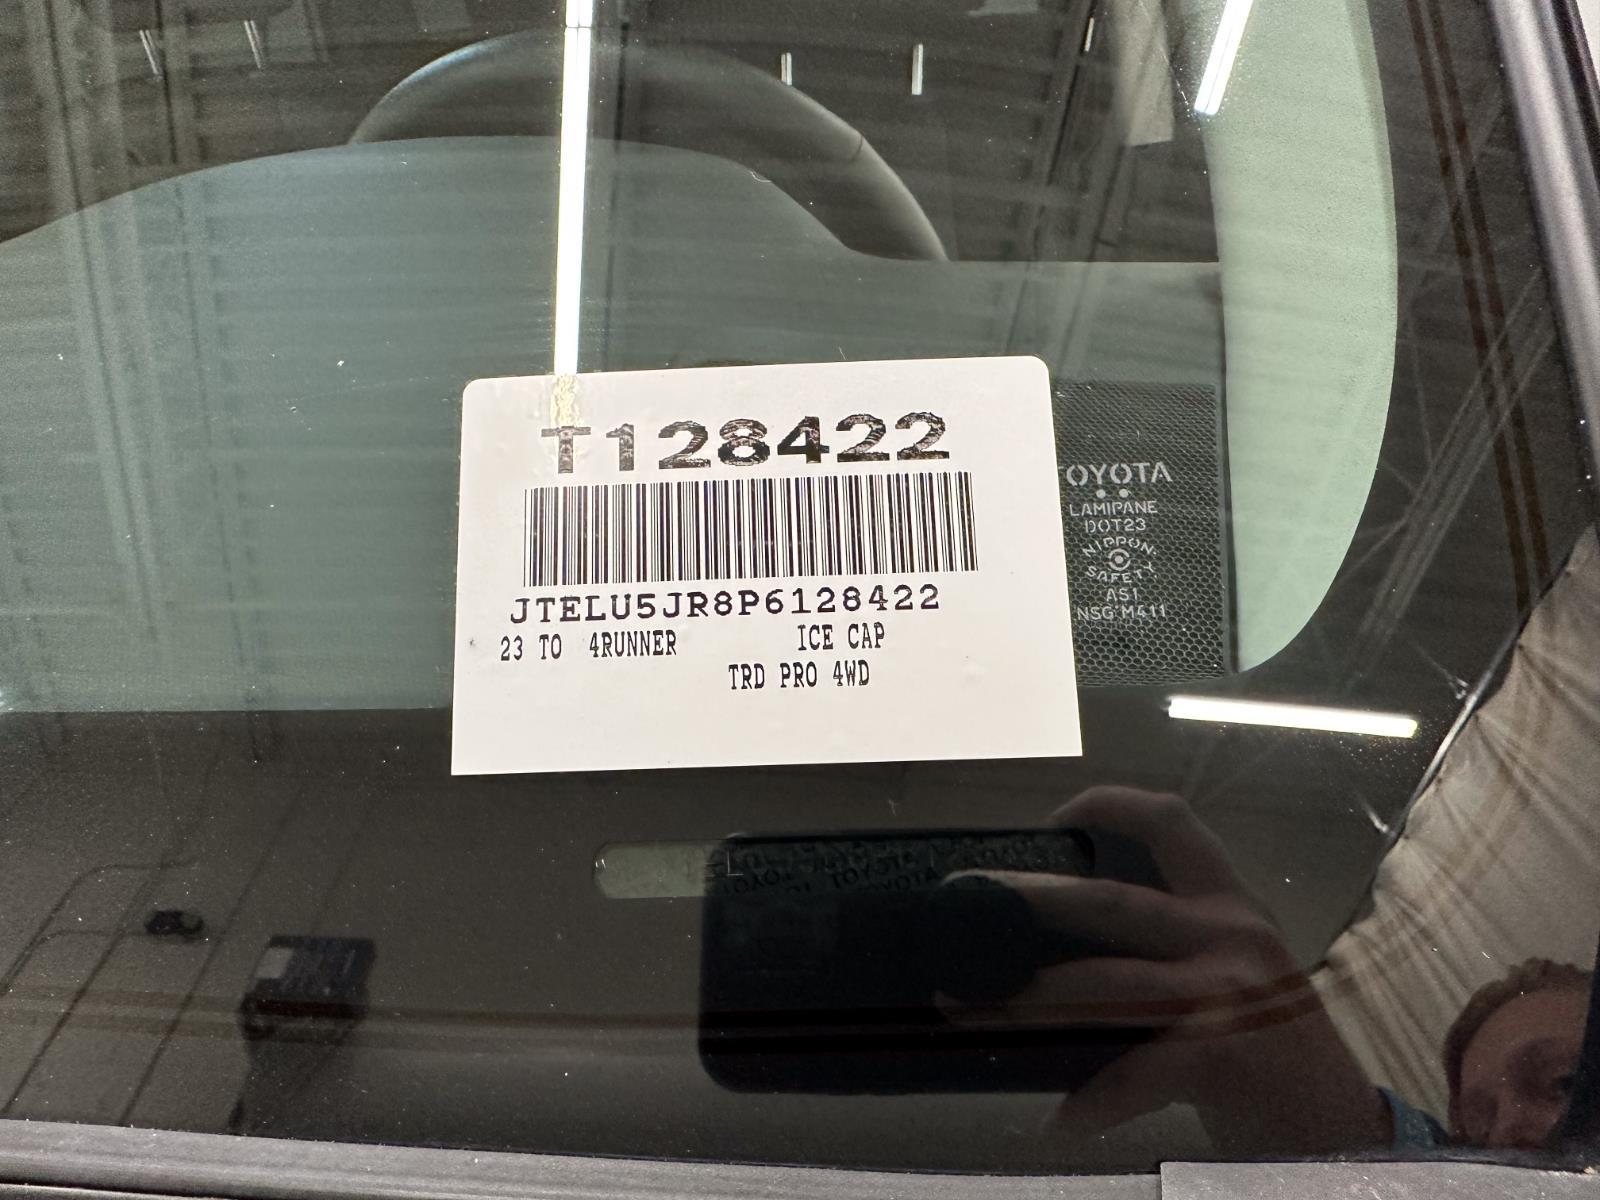 T128422
JTELU5JR8P6128422
23 TO 4RUNNER ICE CAP
TRD PRO 4WD
TOYOTA
LAMIPANE
DOT23
NIPPON
SAFETY
AS1
NSG M411